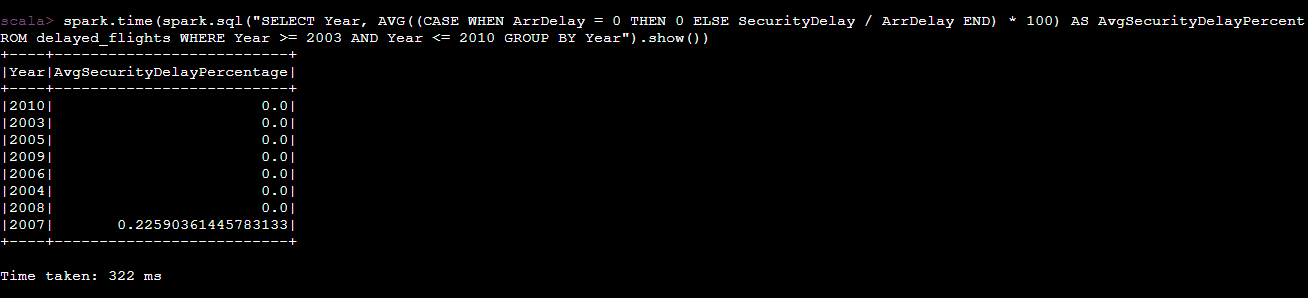 scala> spark.time(spark.sql("SELECT Year, AVG((CASE WHEN ArrDelay = 0 THEN 0 ELSE SecurityDelay / ArrDelay END) * 100) AS AvgSecurityDelayPercent
ROM delayed_flights WHERE Year >= 2003 AND Year <= 2010 GROUP BY Year").show())
+----+--------------------------+
|Year|AvgSecurityDelayPercentage|
+----+--------------------------+
|2010|                       0.0|
|2003|                       0.0|
|2005|                       0.0|
|2009|                       0.0|
|2006|                       0.0|
|2004|                       0.0|
|2008|                       0.0|
|2007|       0.22590361445783133|
+----+--------------------------+
Time taken: 322 ms